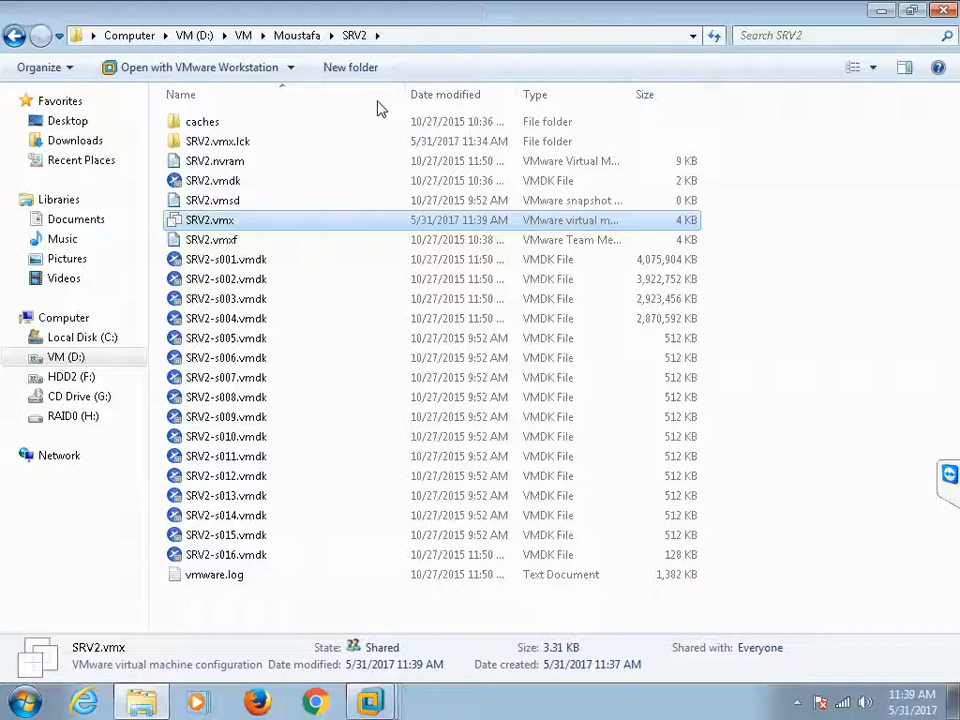 Computer VM (D:) VM Moustafa SRV2 Search SRV2
Organize Open with VMware Workstation New folder
Favorites
Desktop
Downloads
Recent Places
Libraries
Documents
Music
Pictures
Videos
Computer
Local Disk (C:)
VM (D:)
HDD2 (F:)
CD Drive (G:)
RAID0 (H:)
Network
Name Date modified Type Size
caches 10/27/2015 10:36 ... File folder
SRV2.vmx.lck 5/31/2017 11:34 AM File folder
SRV2.nvram 10/27/2015 11:50 ... VMware Virtual M... 9 KB
SRV2.vmdk 10/27/2015 10:36 ... VMDK File 2 KB
SRV2.vmsd 10/27/2015 9:52 AM VMware snapshot ... 0 KB
SRV2.vmx 5/31/2017 11:39 AM VMware virtual m... 4 KB
SRV2.vmxf 10/27/2015 10:38 ... VMware Team Me... 4 KB
SRV2-s001.vmdk 10/27/2015 11:50 ... VMDK File 4,075,904 KB
SRV2-s002.vmdk 10/27/2015 11:50 ... VMDK File 3,922,752 KB
SRV2-s003.vmdk 10/27/2015 11:50 ... VMDK File 2,923,456 KB
SRV2-s004.vmdk 10/27/2015 11:50 ... VMDK File 2,870,592 KB
SRV2-s005.vmdk 10/27/2015 9:52 AM VMDK File 512 KB
SRV2-s006.vmdk 10/27/2015 9:52 AM VMDK File 512 KB
SRV2-s007.vmdk 10/27/2015 9:52 AM VMDK File 512 KB
SRV2-s008.vmdk 10/27/2015 9:52 AM VMDK File 512 KB
SRV2-s009.vmdk 10/27/2015 9:52 AM VMDK File 512 KB
SRV2-s010.vmdk 10/27/2015 9:52 AM VMDK File 512 KB
SRV2-s011.vmdk 10/27/2015 9:52 AM VMDK File 512 KB
SRV2-s012.vmdk 10/27/2015 9:52 AM VMDK File 512 KB
SRV2-s013.vmdk 10/27/2015 9:52 AM VMDK File 512 KB
SRV2-s014.vmdk 10/27/2015 9:52 AM VMDK File 512 KB
SRV2-s015.vmdk 10/27/2015 9:52 AM VMDK File 512 KB
SRV2-s016.vmdk 10/27/2015 11:50 ... VMDK File 128 KB
vmware.log 10/27/2015 11:50 ... Text Document 1,382 KB
SRV2.vmx State: Shared Size: 3.31 KB Shared with: Everyone
VMware virtual machine configuration Date modified: 5/31/2017 11:39 AM Date created: 5/31/2017 11:37 AM
11:39 AM
5/31/2017